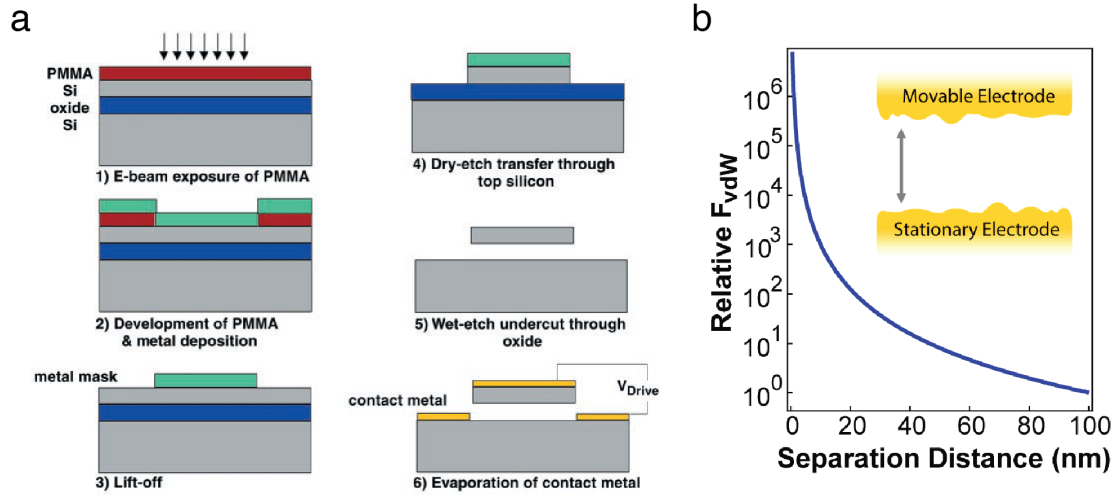 a
PMMA
Si
oxide
Si
1) E-beam exposure of PMMA
2) Development of PMMA
& metal deposition
metal mask
3) Lift-off
4) Dry-etch transfer through
top silicon
5) Wet-etch undercut through
oxide
contact metal
V_Drive
6) Evaporation of contact metal
b
Relative F_vdW
10^6
10^5
10^4
10^3
10^2
10^1
10^0
Movable Electrode
Stationary Electrode
0 20 40 60 80 100
Separation Distance (nm)